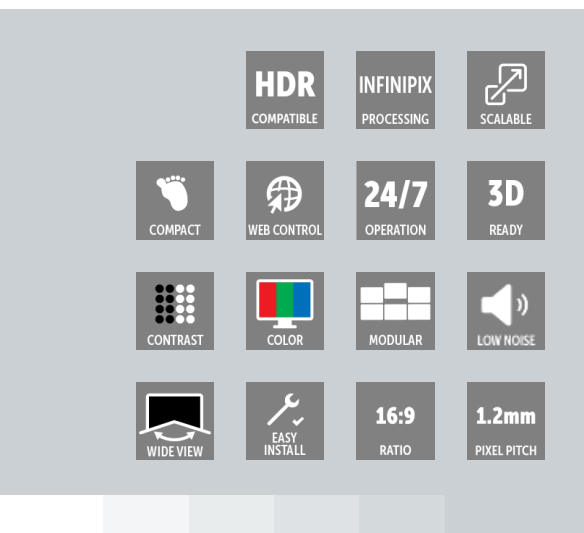 HDR
COMPATIBLE
INFINIPIX
PROCESSING
SCALABLE
COMPACT
WEB CONTROL
24/7
OPERATION
3D
READY
CONTRAST
COLOR
MODULAR
LOW NOISE
WIDE VIEW
EASY
INSTALL
16:9
RATIO
1.2mm
PIXEL PITCH